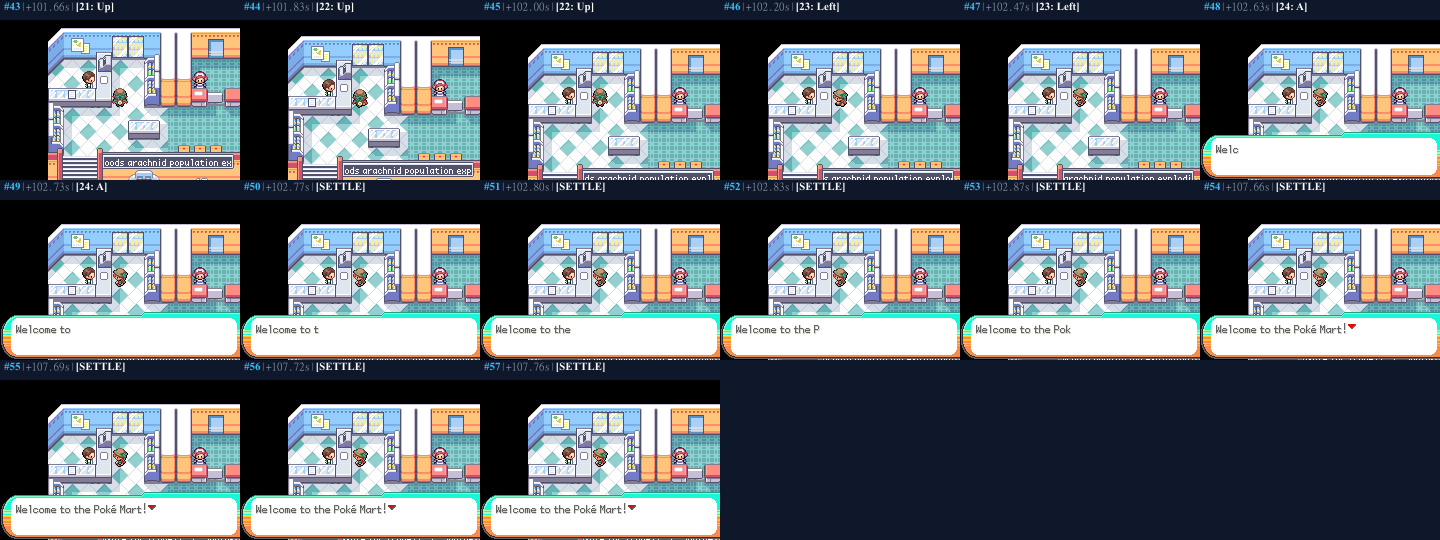 #43|+101.66s|[21: Up]
#44|+101.83s|[22: Up]
#45|+102.00s|[22: Up]
#46|+102.20s|[23: Left]
#47|+102.47s|[23: Left]
#48|+102.63s|[24: A]
oods arachnid population ex
ods arachnid population exp
ds arachnid population expl
s arachnid population explodi
arachnid population explodi
Welc
#49|+102.73s|[24: A]
#50|+102.77s|[SETTLE]
#51|+102.80s|[SETTLE]
#52|+102.83s|[SETTLE]
#53|+102.87s|[SETTLE]
#54|+107.66s|[SETTLE]
Welcome to
Welcome to t
Welcome to the
Welcome to the P
Welcome to the Pok
Welcome to the Poké Mart!
#55|+107.69s|[SETTLE]
#56|+107.72s|[SETTLE]
#57|+107.76s|[SETTLE]
Welcome to the Poké Mart!
Welcome to the Poké Mart!
Welcome to the Poké Mart!